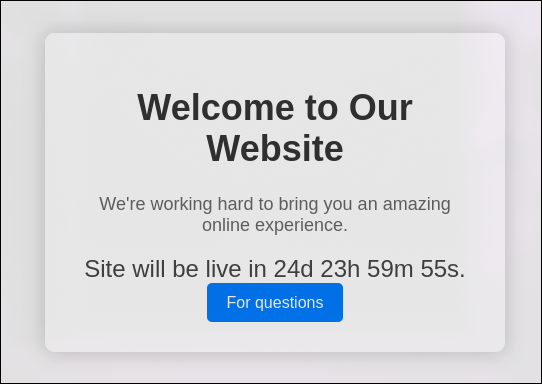 Welcome to Our
Website
We're working hard to bring you an amazing
online experience.
Site will be live in 24d 23h 59m 55s.
For questions